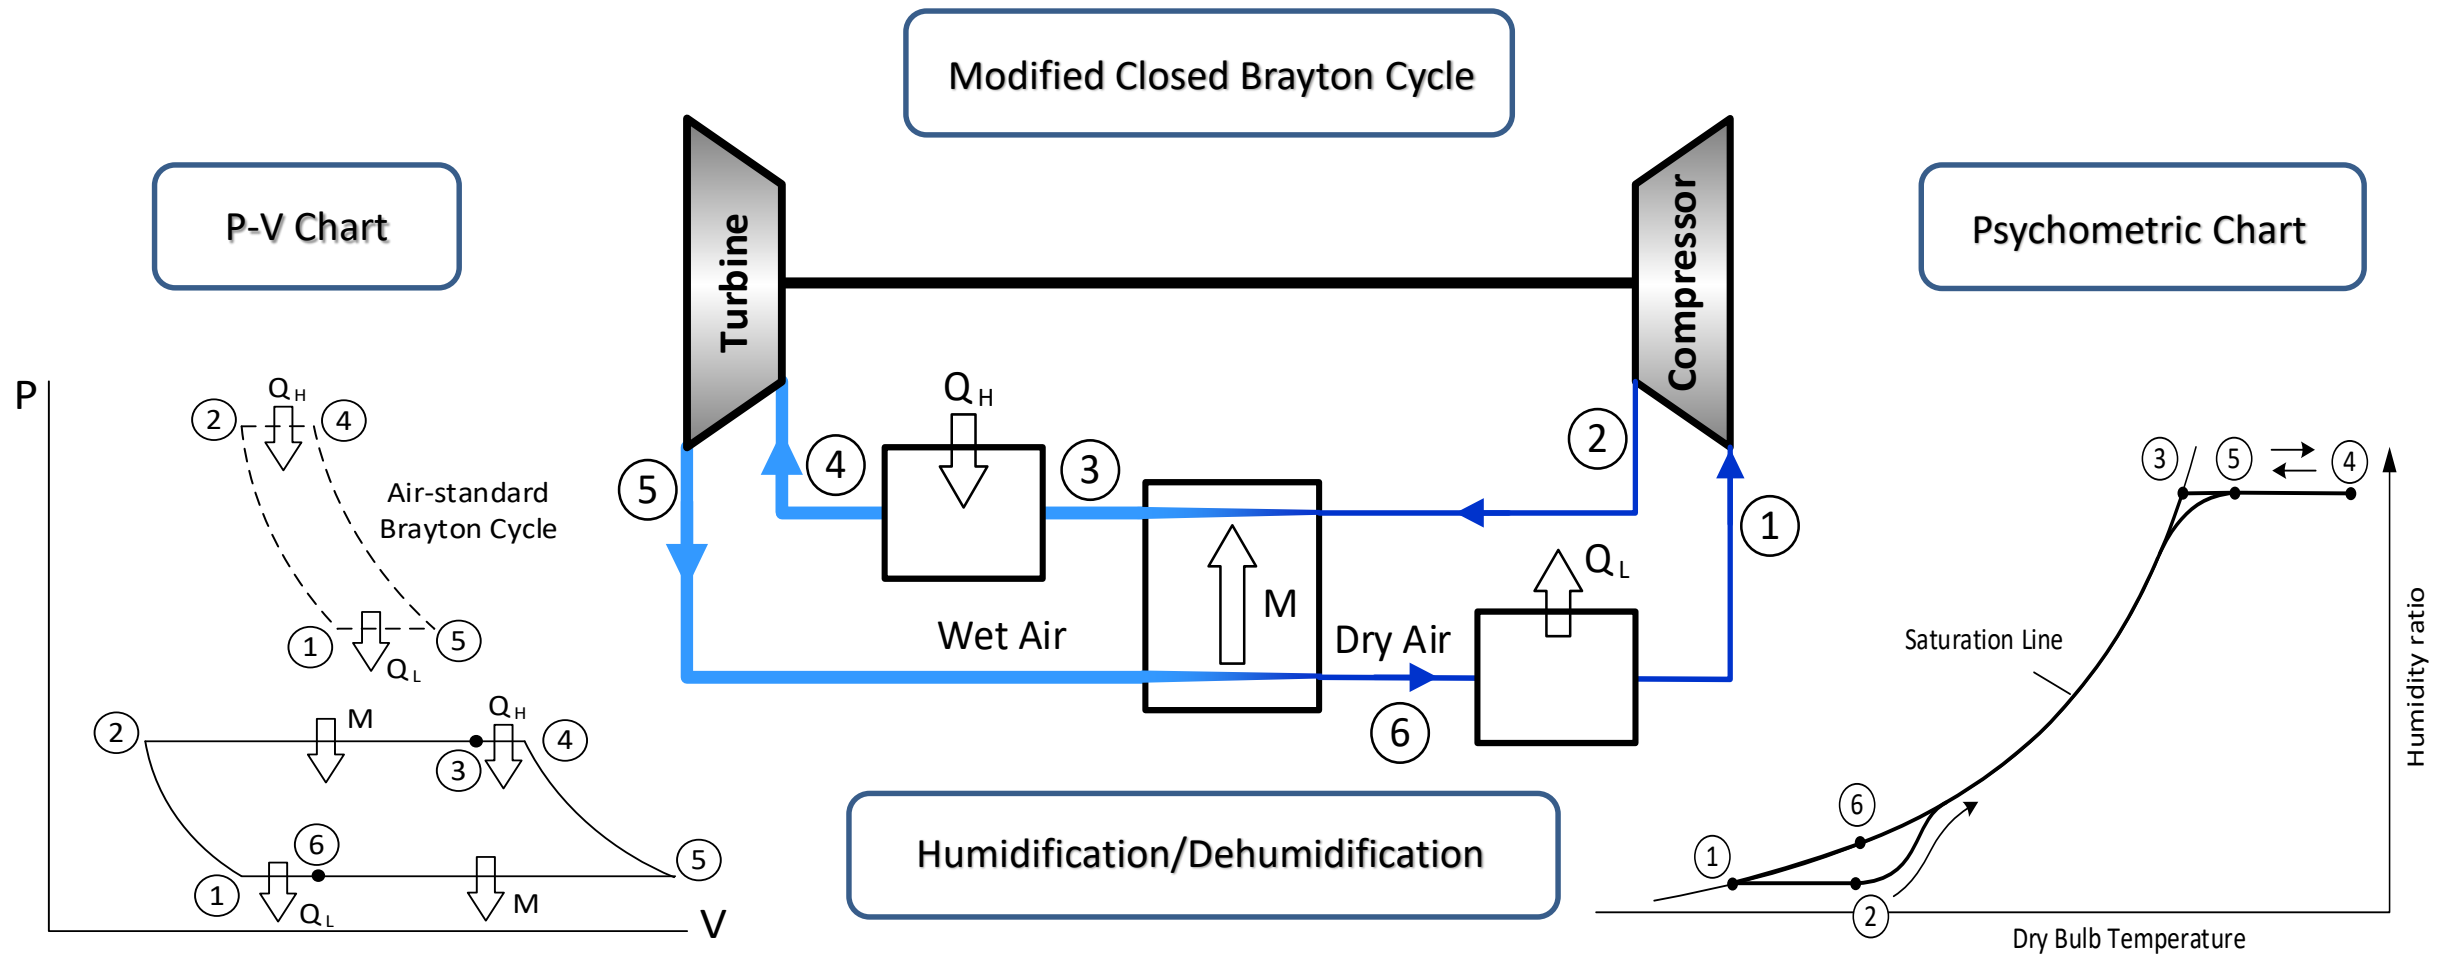 Modified Closed Brayton Cycle
P-V Chart
Psychometric Chart
Turbine
Compressor
P
Q H
2
4
Air-standard
Brayton Cycle
1
5
Q L
2
M
Q H
4
3
6
1
5
Q L
M
V
5
4
Q H
3
2
1
M
Q L
Wet Air
Dry Air
6
Humidification/Dehumidification
3
5
4
Saturation Line
Humidity ratio
6
1
2
Dry Bulb Temperature